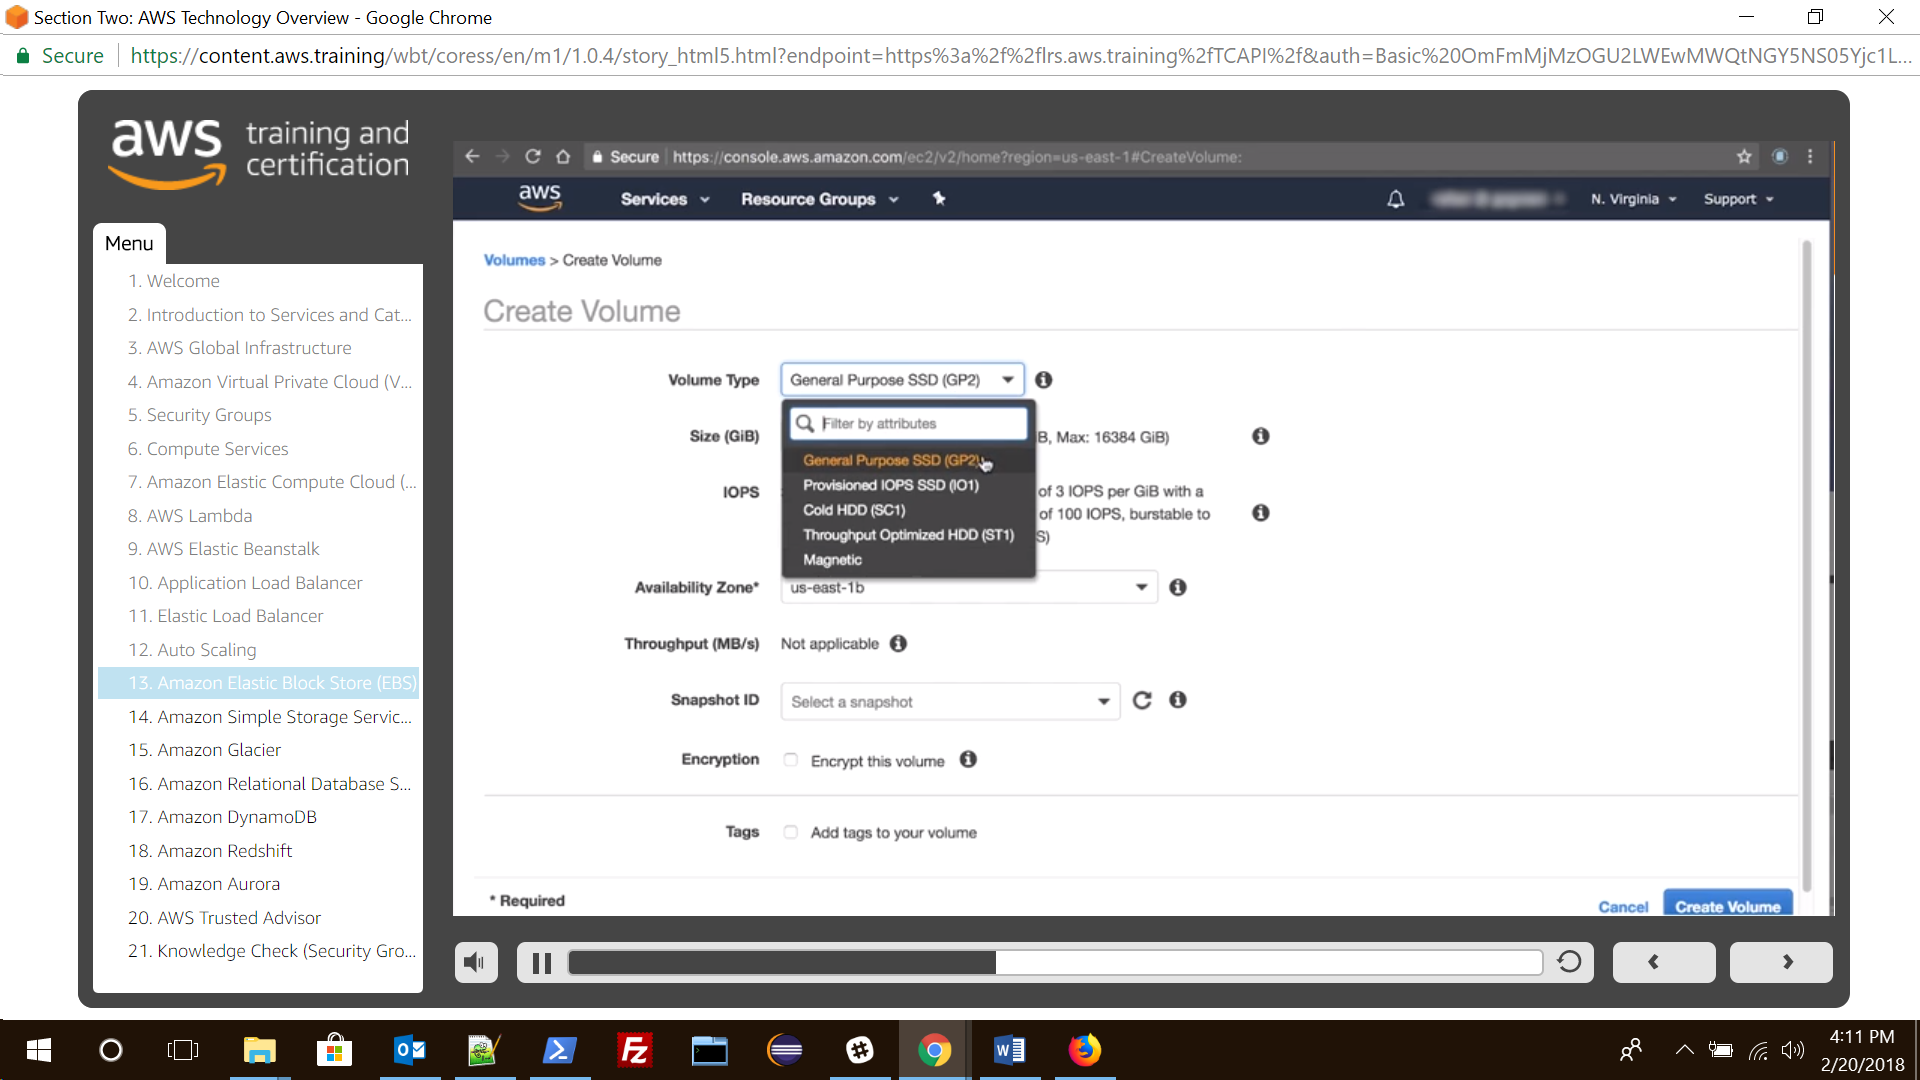 Section Two: AWS Technology Overview - Google Chrome
Secure https://content.aws.training/wbt/coress/en/m1/1.0.4/story_html5.html?endpoint=https%3a%2f%2flrs.aws.training%2fTCAPI%2f&auth=Basic%20OmFmMjMzOGU2LWEwMWQtNGY5NS05Yjc1L...
aws training and certification
Menu
1. Welcome
2. Introduction to Services and Cat...
3. AWS Global Infrastructure
4. Amazon Virtual Private Cloud (V...
5. Security Groups
6. Compute Services
7. Amazon Elastic Compute Cloud (...
8. AWS Lambda
9. AWS Elastic Beanstalk
10. Application Load Balancer
11. Elastic Load Balancer
12. Auto Scaling
13. Amazon Elastic Block Store (EBS)
14. Amazon Simple Storage Servic...
15. Amazon Glacier
16. Amazon Relational Database S...
17. Amazon DynamoDB
18. Amazon Redshift
19. Amazon Aurora
20. AWS Trusted Advisor
21. Knowledge Check (Security Gro...
Secure https://console.aws.amazon.com/ec2/v2/home?region=us-east-1#CreateVolume:
aws Services Resource Groups N. Virginia Support
Volumes > Create Volume
Create Volume
Volume Type General Purpose SSD (GP2)
Filter by attributes
General Purpose SSD (GP2)
Provisioned IOPS SSD (IO1)
Cold HDD (SC1)
Throughput Optimized HDD (ST1)
Magnetic
Size (GiB) B, Max: 16384 GiB)
IOPS of 3 IOPS per GiB with a
of 100 IOPS, burstable to
S)
Availability Zone* us-east-1b
Throughput (MB/s) Not applicable
Snapshot ID Select a snapshot
Encryption Encrypt this volume
Tags Add tags to your volume
* Required
Cancel Create Volume
4:11 PM
2/20/2018